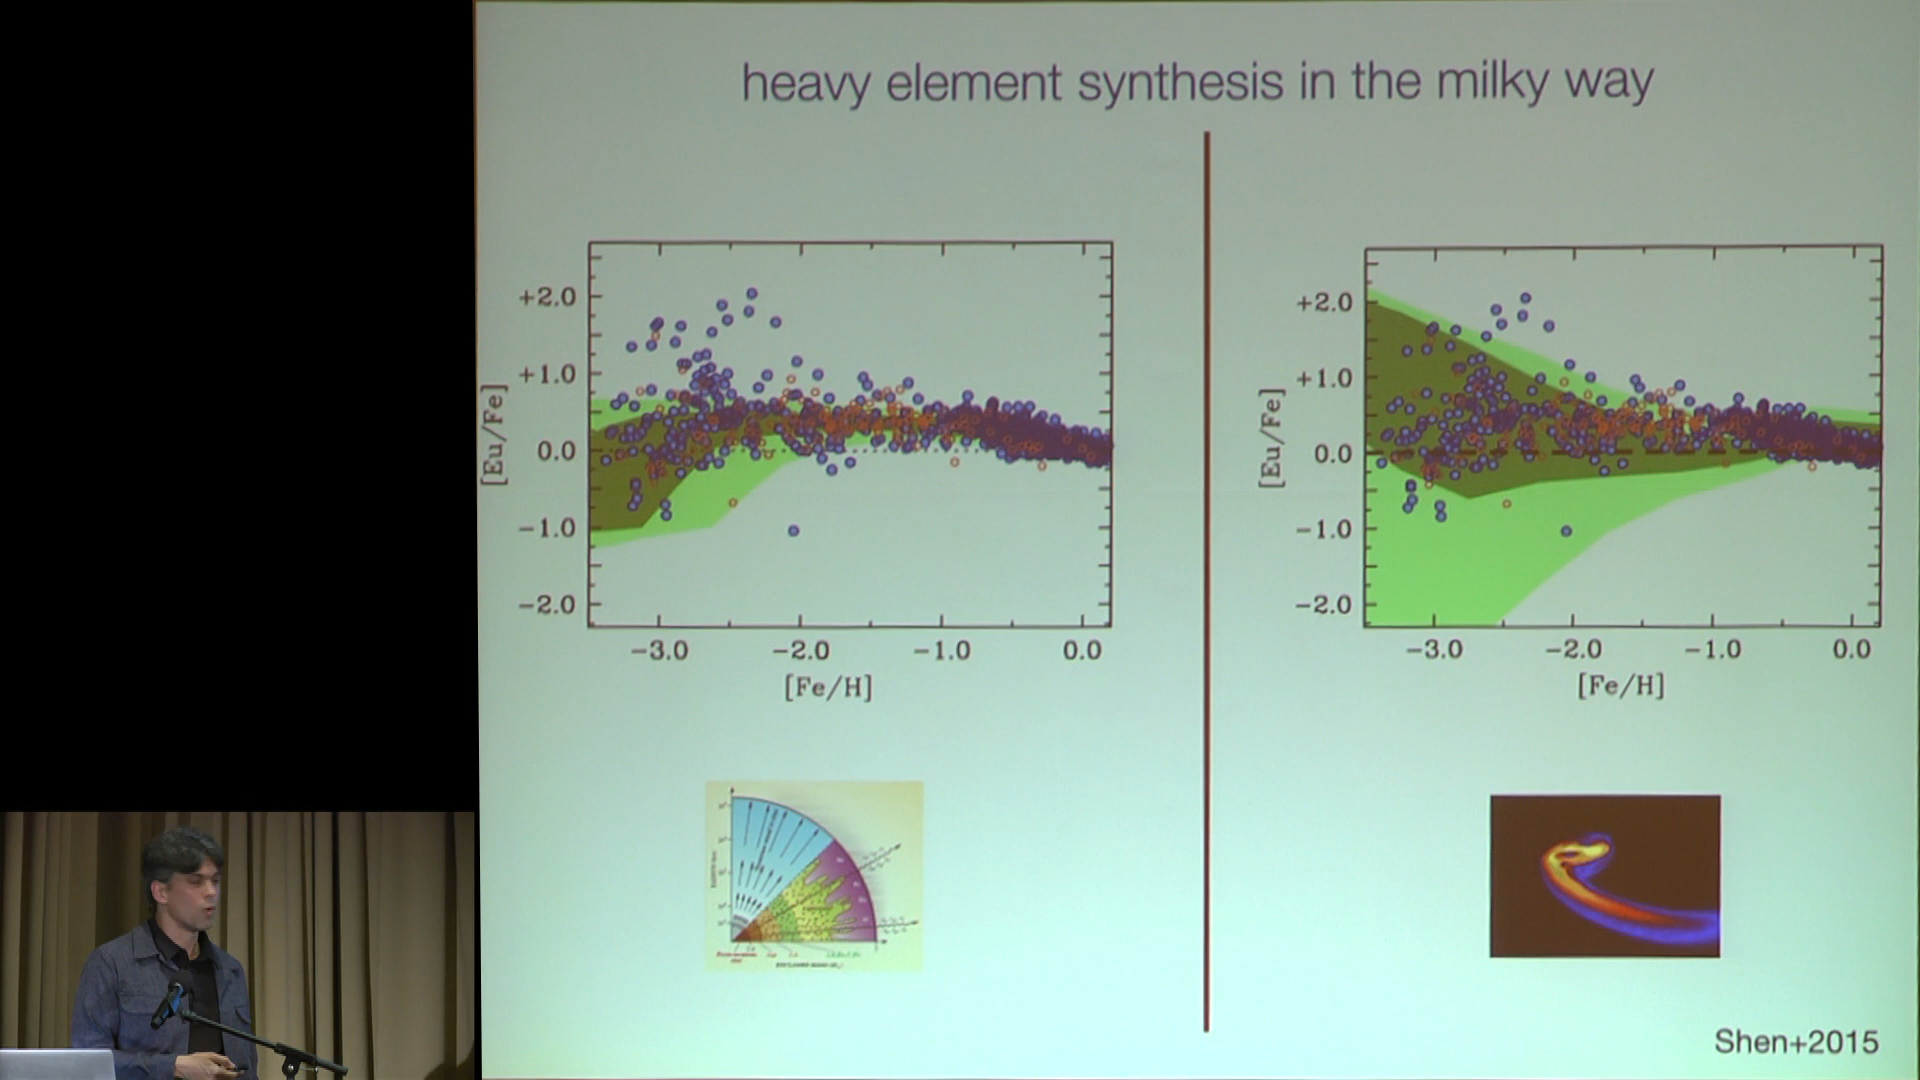 heavy element synthesis in the milky way
+2.0
+1.0
0.0
−1.0
−2.0
[Eu/Fe]
−3.0 −2.0 −1.0 0.0
[Fe/H]
+2.0
+1.0
0.0
−1.0
−2.0
[Eu/Fe]
−3.0 −2.0 −1.0 0.0
[Fe/H]
Shen+2015